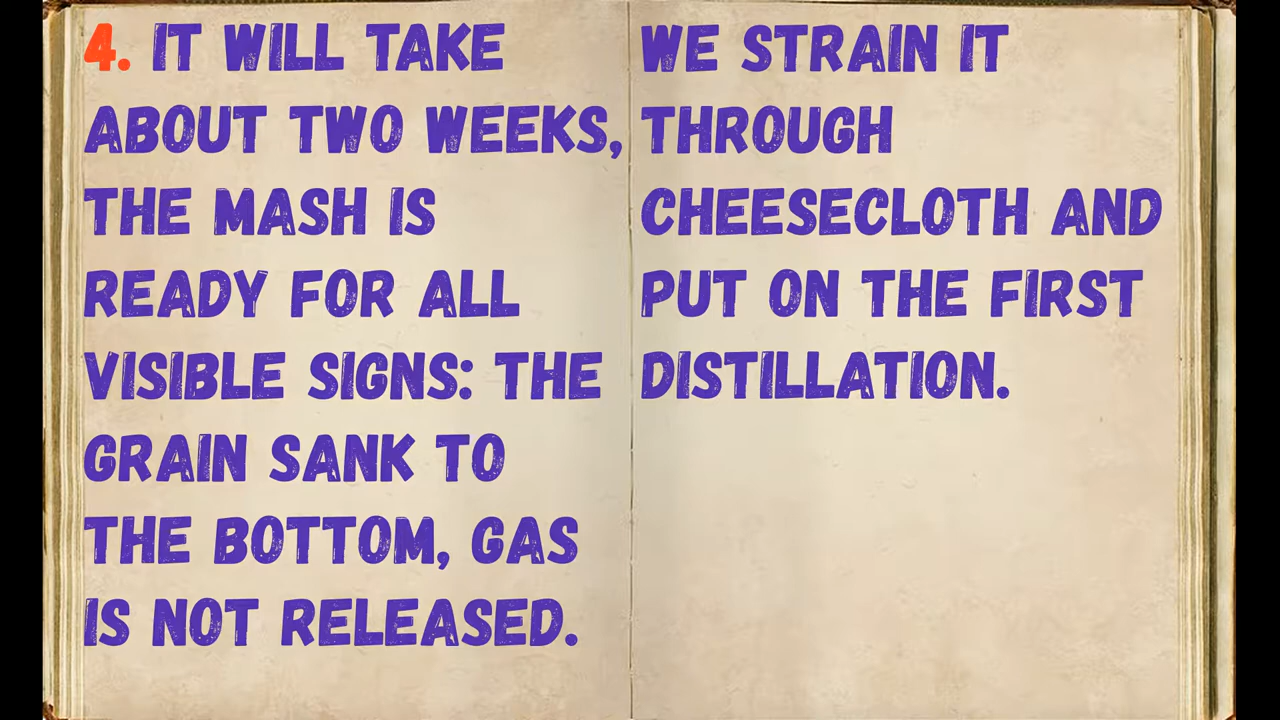 4. IT WILL TAKE
ABOUT TWO WEEKS,
THE MASH IS
READY FOR ALL
VISIBLE SIGNS: THE
GRAIN SANK TO
THE BOTTOM, GAS
IS NOT RELEASED.
WE STRAIN IT
THROUGH
CHEESECLOTH AND
PUT ON THE FIRST
DISTILLATION.